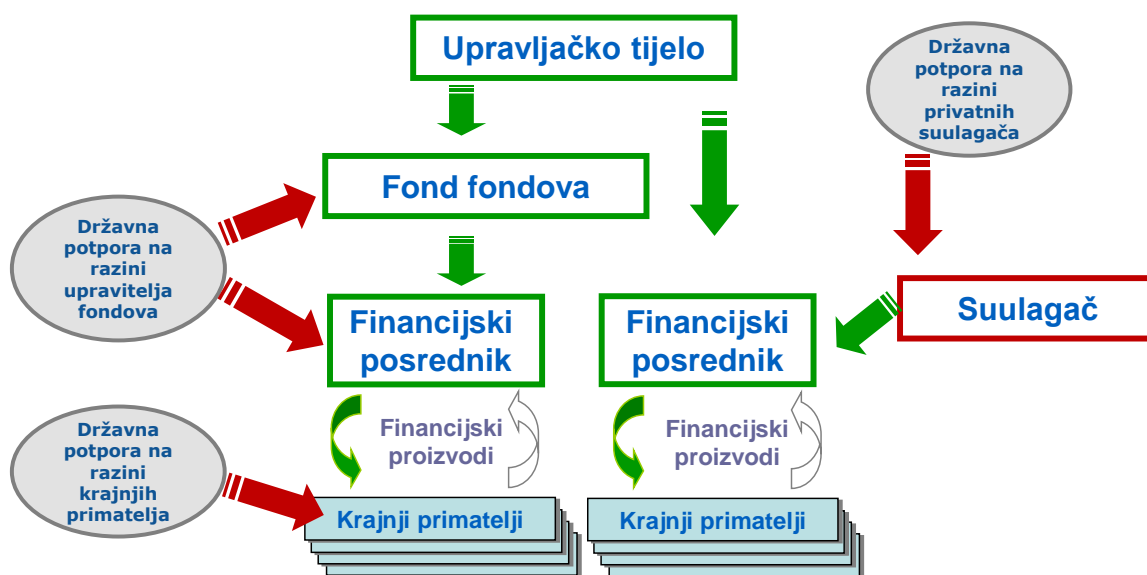 Upravljačko tijelo
Državna
potpora na
razini
privatnih
suulagača
Fond fondova
Državna
potpora na
razini
upravitelja
fondova
Financijski
posrednik
Financijski
posrednik
Suulagač
Financijski
proizvodi
Financijski
proizvodi
Državna
potpora na
razini
krajnjih
primatelja
Krajnji primatelji
Krajnji primatelji